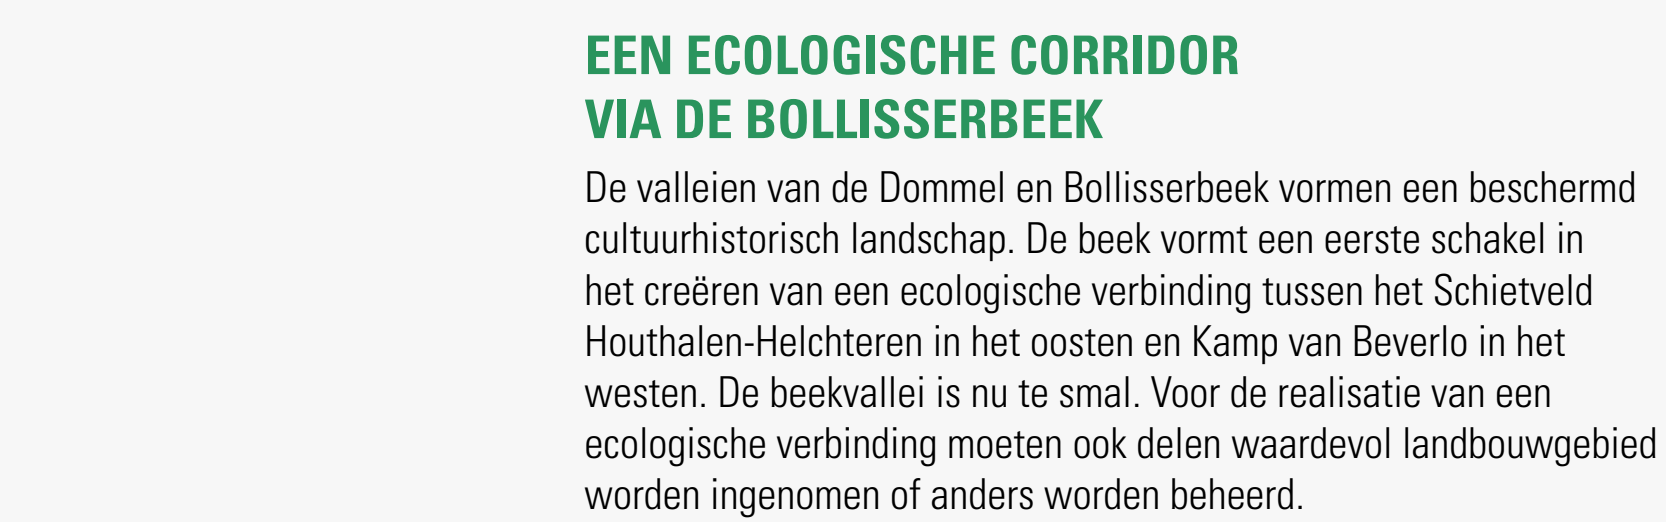 EEN ECOLOGISCHE CORRIDOR
VIA DE BOLLISSERBEEK
De valleien van de Dommel en Bollisserbeek vormen een beschermd
cultuurhistorisch landschap. De beek vormt een eerste schakel in
het creëren van een ecologische verbinding tussen het Schietveld
Houthalen-Helchteren in het oosten en Kamp van Beverlo in het
westen. De beekvallei is nu te smal. Voor de realisatie van een
ecologische verbinding moeten ook delen waardevol landbouwgebied
worden ingenomen of anders worden beheerd.